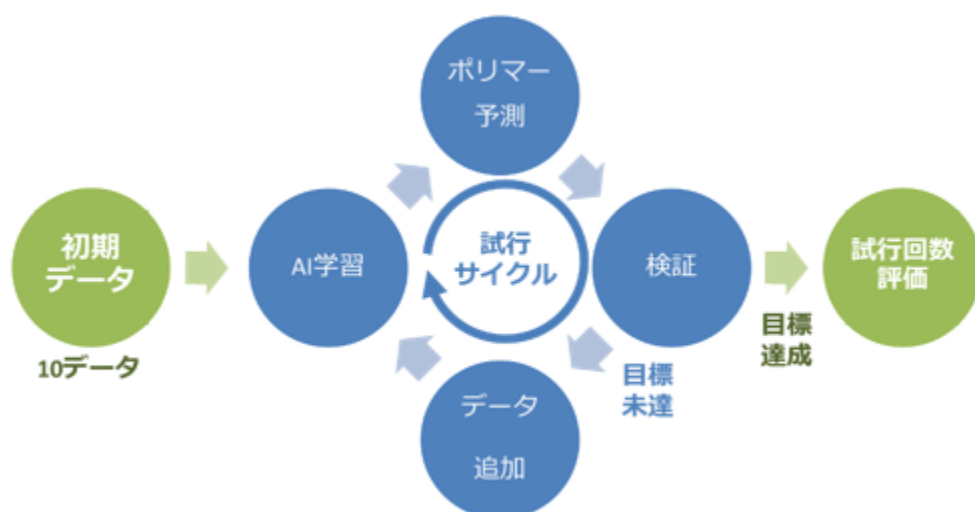 ポリマー
予測
初期
データ
10データ
AI学習
試行
サイクル
検証
目標
達成
試行回数
評価
目標
未達
データ
追加